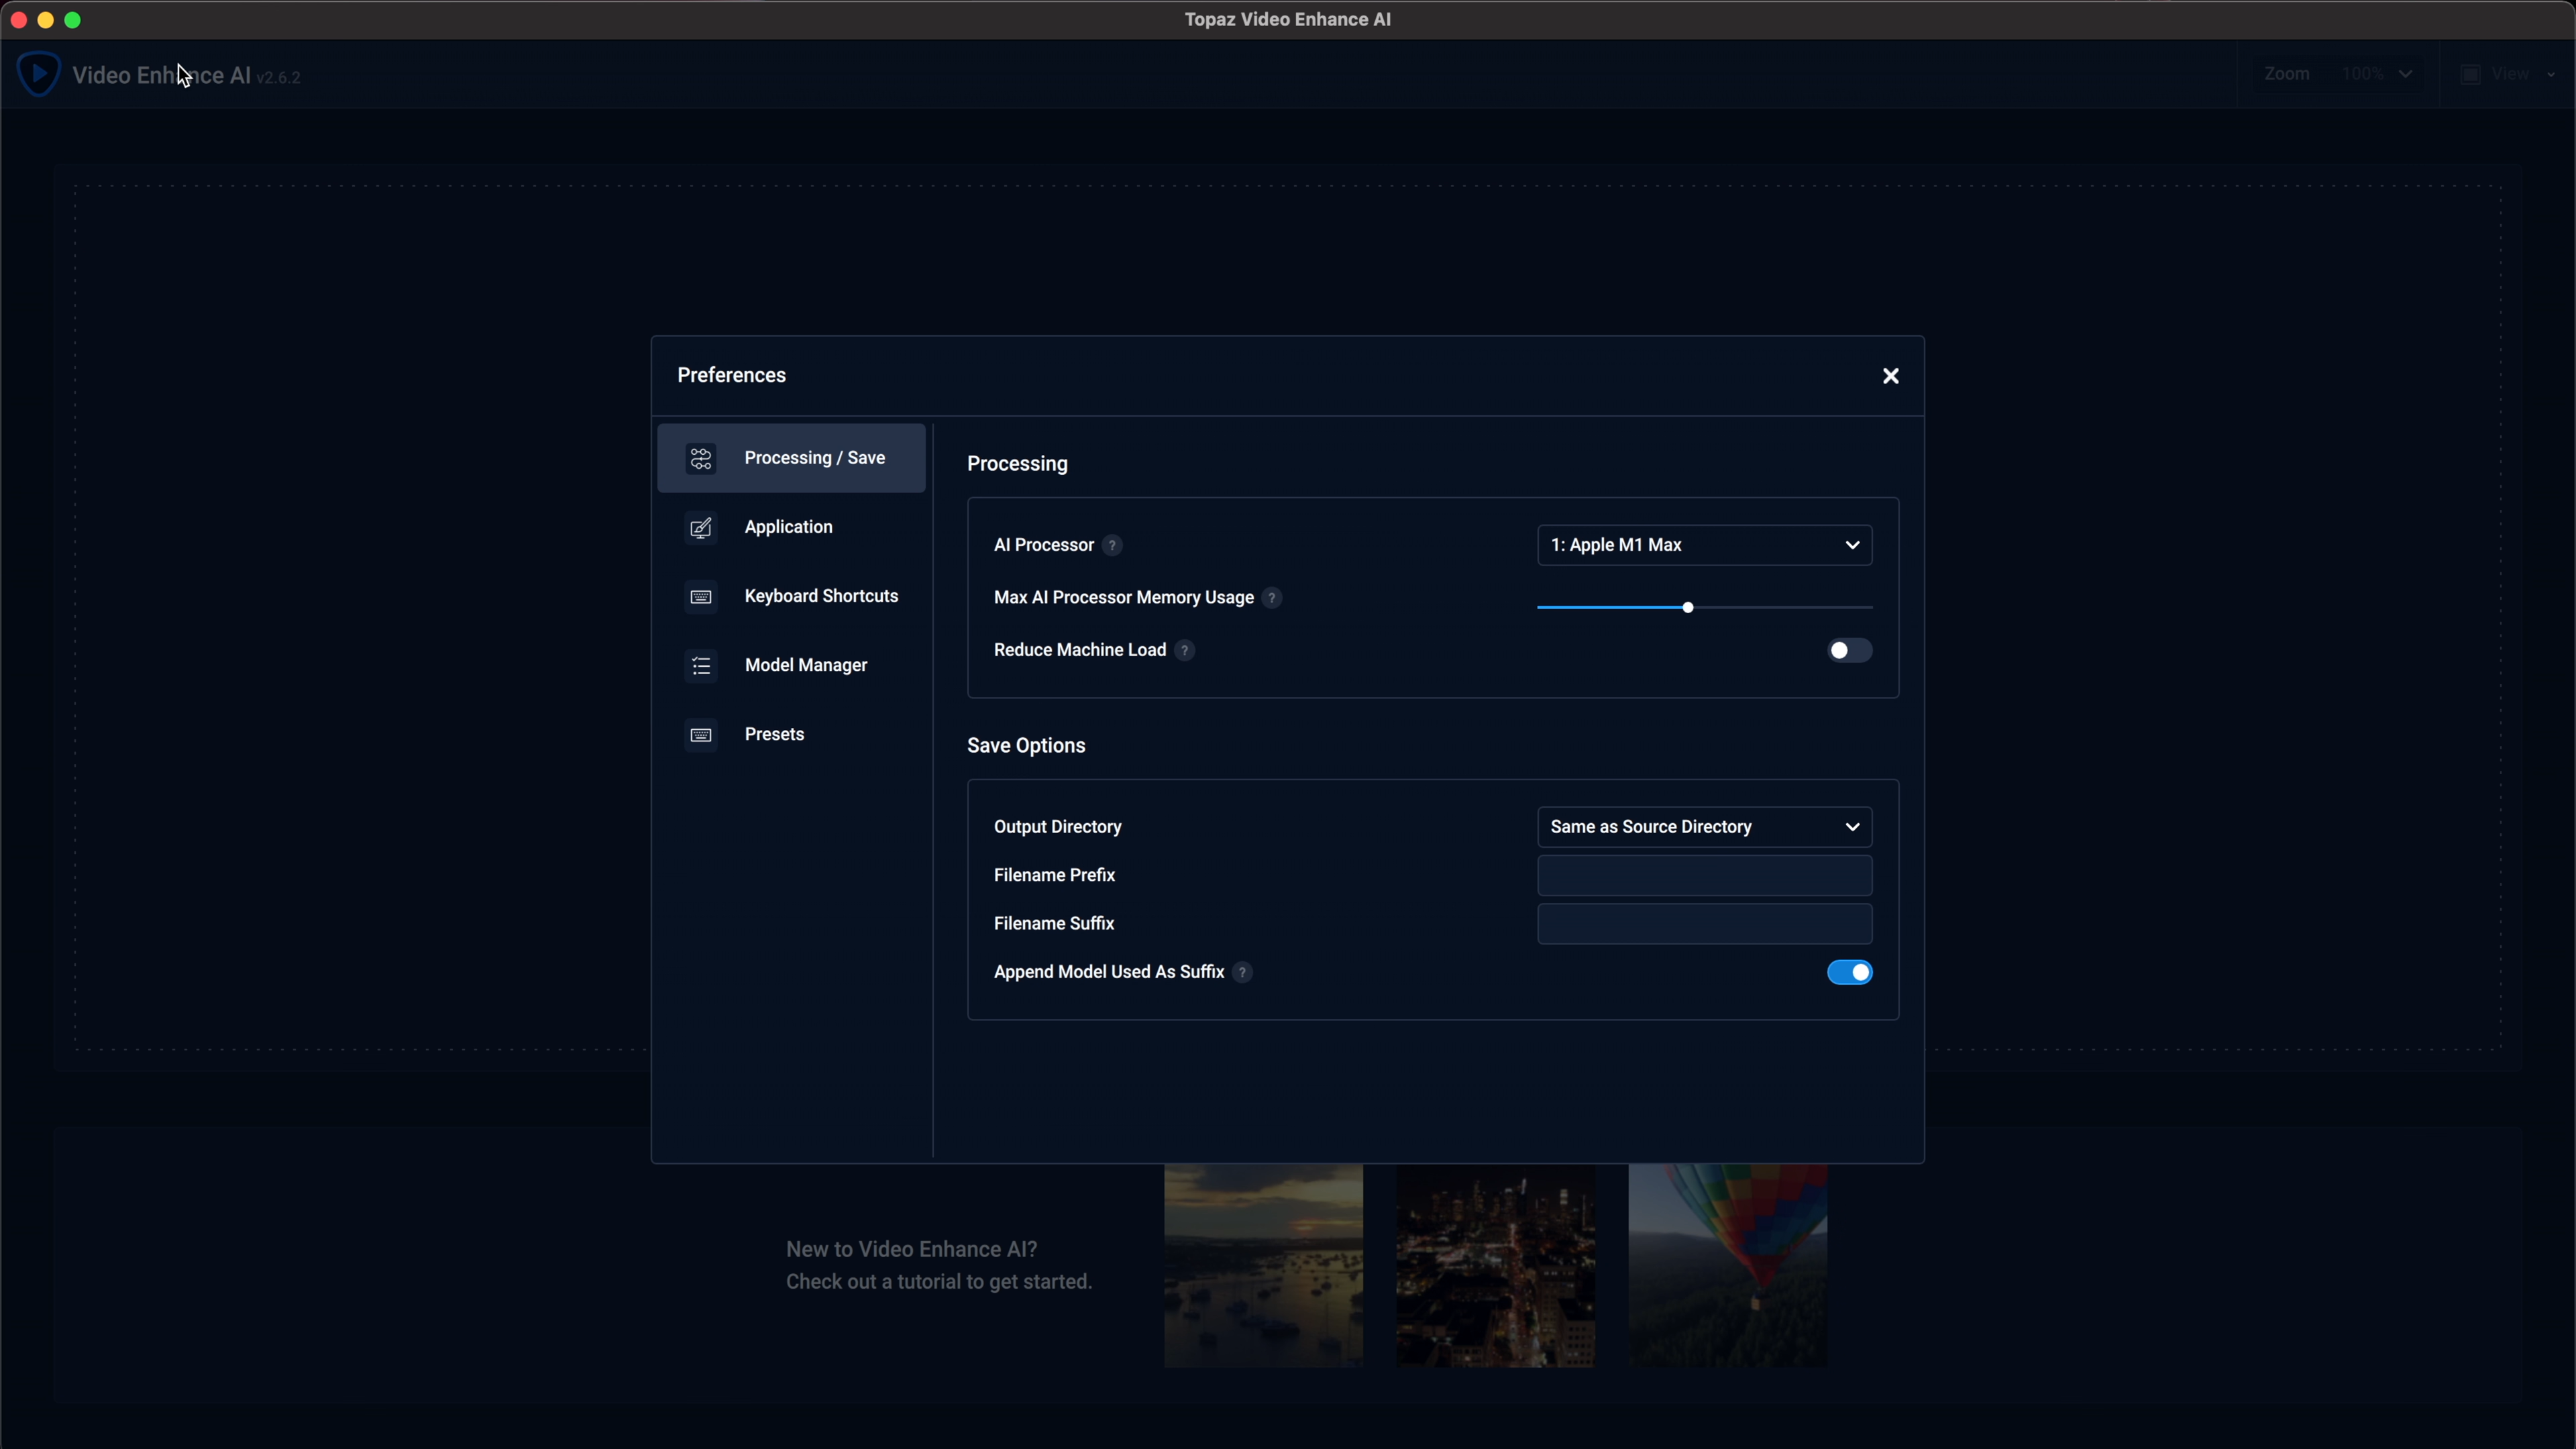 Topaz Video Enhance AI
Video Enhance AI v2.6.2
Zoom 100% View
Preferences
Processing / Save
Application
Keyboard Shortcuts
Model Manager
Presets
Processing
AI Processor ?
1: Apple M1 Max
Max AI Processor Memory Usage ?
Reduce Machine Load ?
Save Options
Output Directory
Same as Source Directory
Filename Prefix
Filename Suffix
Append Model Used As Suffix ?
New to Video Enhance AI?
Check out a tutorial to get started.